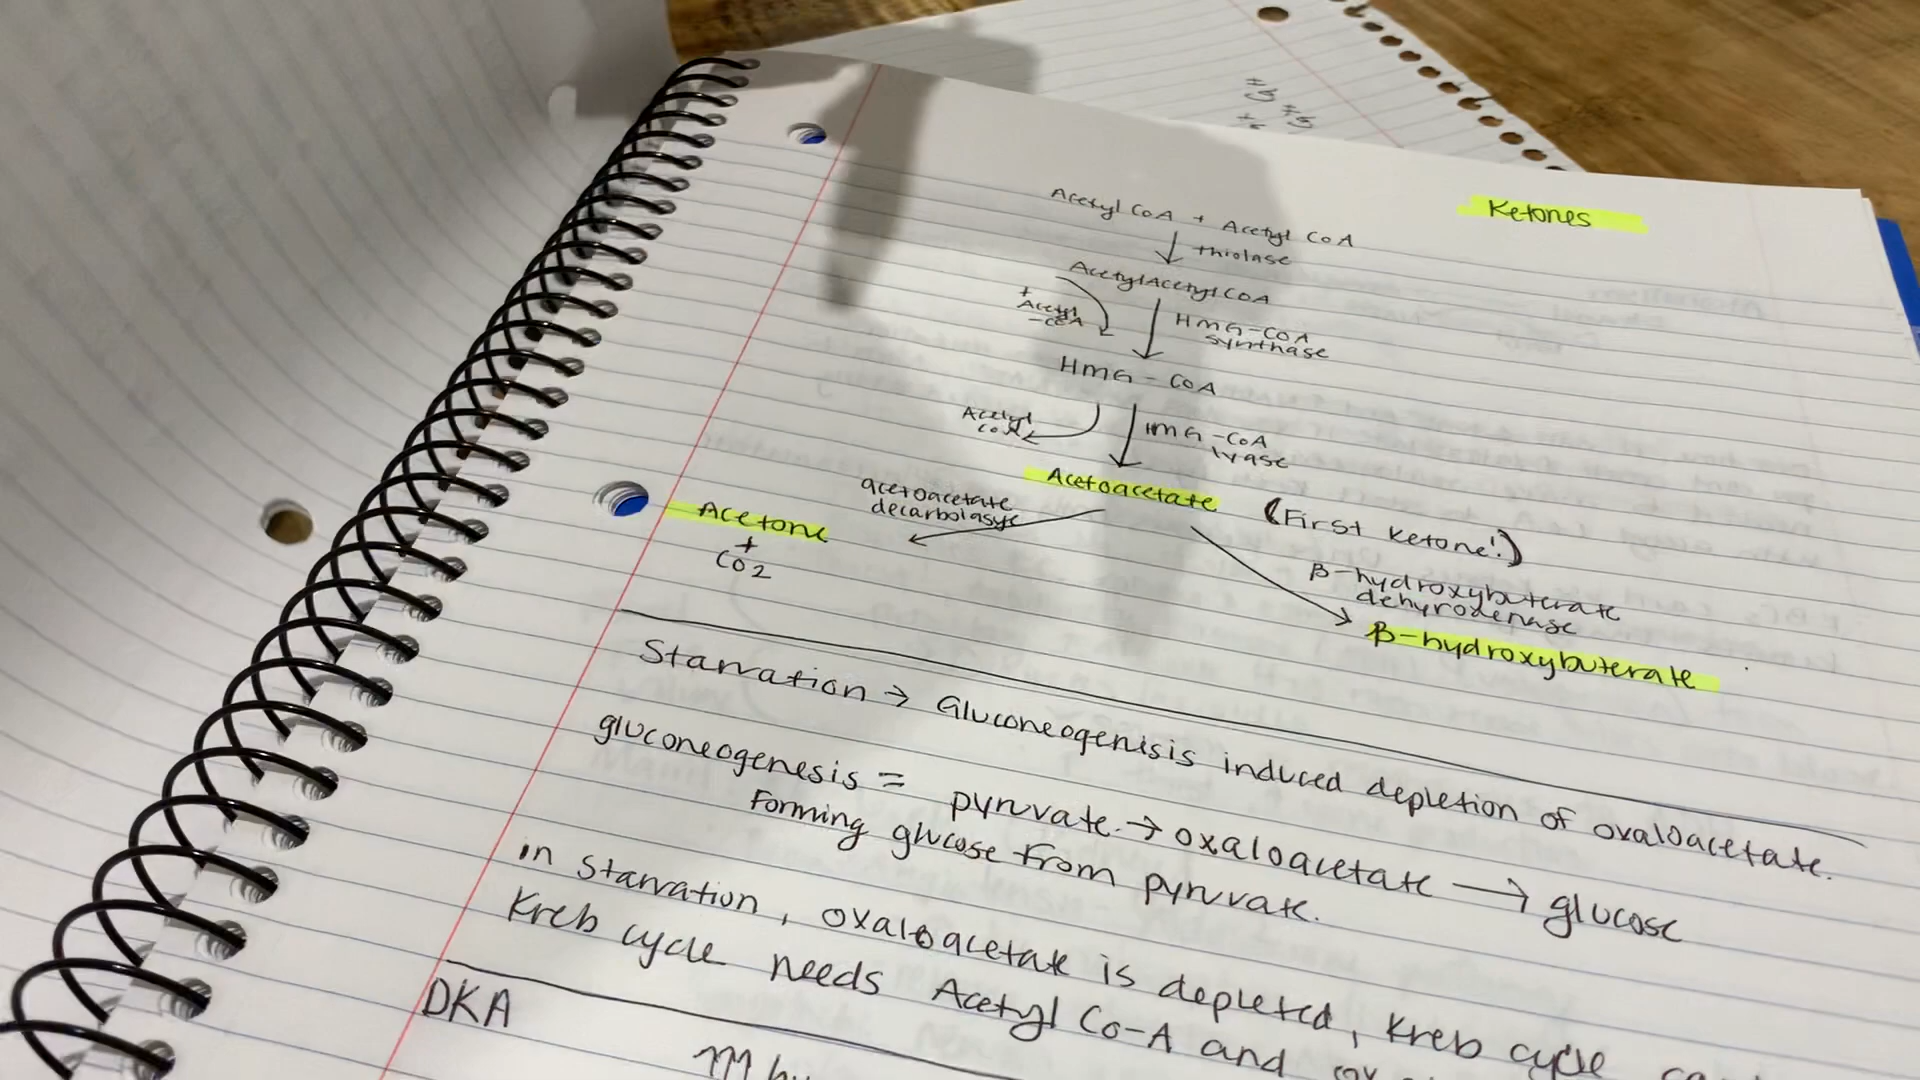 Ketones
Acetyl CoA + Acetyl CoA
thiolase
AcetylAcetyl CoA
+
Acetyl
-CoA
HMG-COA
synthase
HMG-COA
Acetyl
CoA
HMG-CoA
lyase
Acetoacetate (First Ketone!)
acetoacetate
Acetone
+
CO2
β-hydroxybuterate
dehyrodenase
β-hydroxybuterate
Starvation → Gluconeogenisis induced depletion of oxaloacetate.
gluconeogenesis = pyruvate → oxaloacetate → glucose
Forming glucose from pyruvate.
in Starvation, oxaloacetate is depleted, Kreb cycle
Kreb cycle needs Acetyl Co-A and
DKA